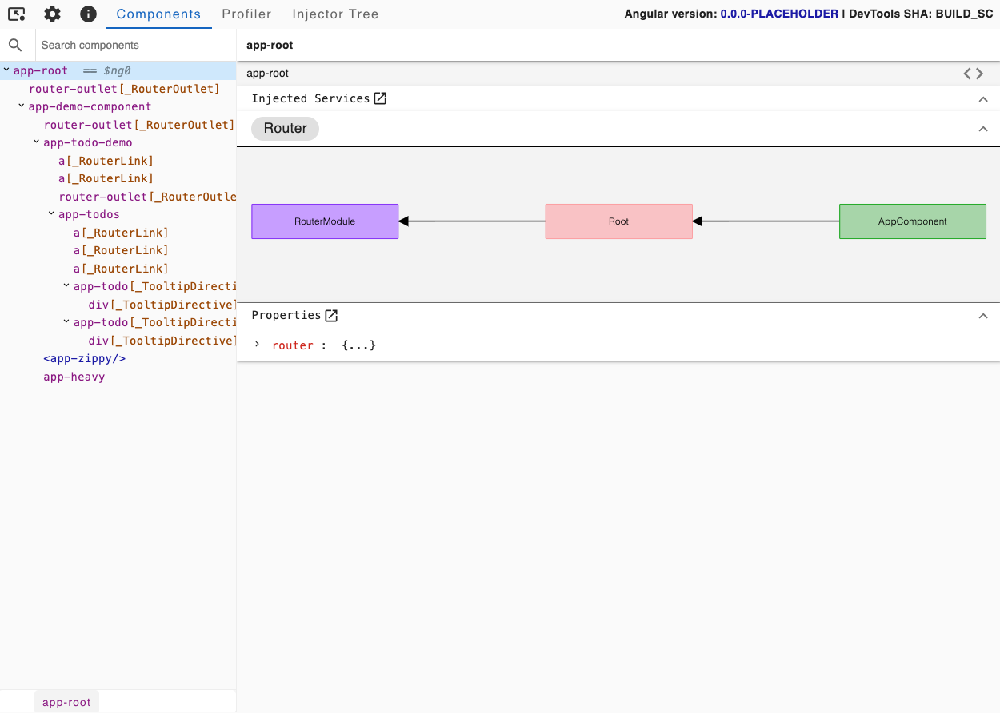 Components Profiler Injector Tree Angular version: 0.0.0-PLACEHOLDER | DevTools SHA: BUILD_SC
Search components
app-root == $ng0
router-outlet[_RouterOutlet]
app-demo-component
router-outlet[_RouterOutlet]
app-todo-demo
a[_RouterLink]
a[_RouterLink]
router-outlet[_RouterOutle
app-todos
a[_RouterLink]
a[_RouterLink]
a[_RouterLink]
app-todo[_TooltipDirecti
div[_TooltipDirective]
app-todo[_TooltipDirecti
div[_TooltipDirective]
<app-zippy/>
app-heavy
app-root
app-root
app-root
Injected Services
Router
RouterModule
Root
AppComponent
Properties
router : {...}